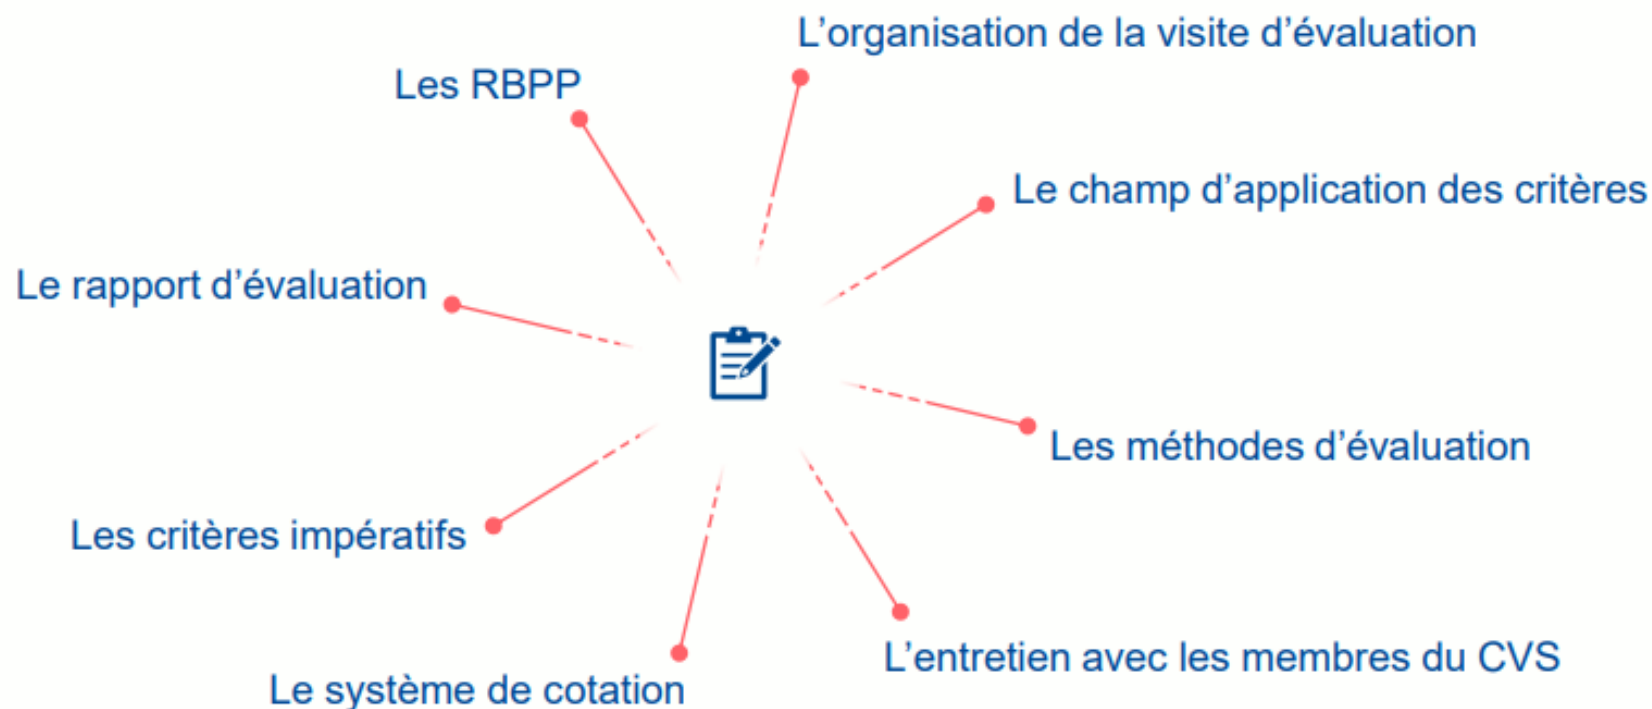 L’organisation de la visite d’évaluation
Les RBPP
Le champ d’application des critères
Le rapport d’évaluation
Les méthodes d’évaluation
Les critères impératifs
L’entretien avec les membres du CVS
Le système de cotation